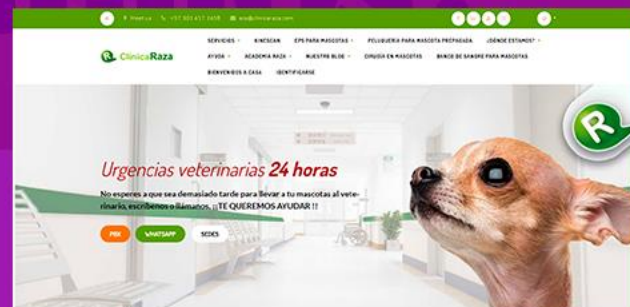 ClinicaRaza
SERVICIOS KINESCAN EPS PARA MASCOTAS PELUQUERÍA PARA MASCOTA PREPAGADA ¿DÓNDE ESTAMOS?
AYUDA ACADEMIA RAZA NUESTRO BLOG CIRUGÍA EN MASCOTAS BANCO DE SANGRE PARA MASCOTAS
BIENVENIDOS A CASA IDENTIFICARSE
Urgencias veterinarias 24 horas
No esperes a que sea demasiado tarde para llevar a tu mascotas al vete-
rinario, escríbenos o llámanos, ¡¡TE QUEREMOS AYUDAR !!
PBX WHATSAPP SEDES
R